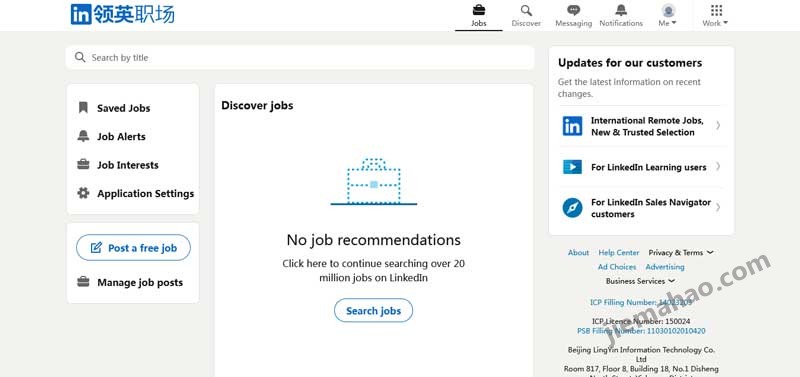 in 领英职场
Jobs
Discover
Messaging
Notifications
Me
Work
Search by title
Saved Jobs
Job Alerts
Job Interests
Application Settings
Post a free job
Manage job posts
Discover jobs
No job recommendations
Click here to continue searching over 20
million jobs on LinkedIn
Search jobs
Updates for our customers
Get the latest information on recent
changes.
in
International Remote Jobs,
New & Trusted Selection
For LinkedIn Learning users
For LinkedIn Sales Navigator
customers
About Help Center Privacy & Terms
Ad Choices Advertising
Business Services
ICP Filling Number: 14023203
ICP Licence Number: 150024
PSB Filling Number: 11030102010420
Beijing LingYin Information Technology Co.
Ltd
Room 817, Floor 8, Building 18, No.1 Disheng
jiemahao.com